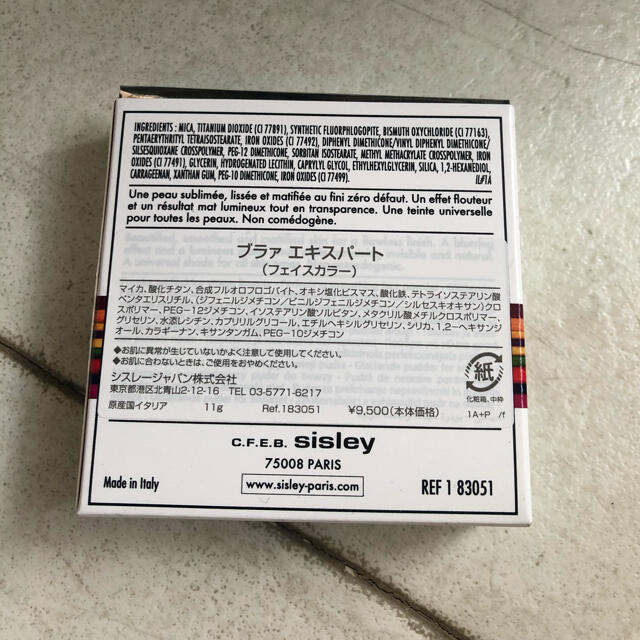 INGREDIENTS : MICA, TITANIUM DIOXIDE (CI 77891), SYNTHETIC FLUORPHLOGOPITE, BISMUTH OXYCHLORIDE (CI 77163),
PENTAERYTHRITYL TETRAISOSTEARATE, IRON OXIDES (CI 77492), DIPHENYL DIMETHICONE/VINYL DIPHENYL DIMETHICONE/
SILSESQUIOXANE CROSSPOLYMER, PEG-12 DIMETHICONE, SORBITAN ISOSTEARATE, METHYL METHACRYLATE CROSSPOLYMER, IRON
OXIDES (CI 77491), GLYCERIN, HYDROGENATED LECITHIN, CAPRYLYL GLYCOL, ETHYLHEXYLGLYCERIN, SILICA, 1,2-HEXANEDIOL,
CARRAGEENAN, XANTHAN GUM, PEG-10 DIMETHICONE, IRON OXIDES (CI 77499). IL#1A
Une peau sublimée, lissée et matifiée au fini zéro défaut. Un effet flouteur
et un résultat mat lumineux tout en transparence. Une teinte universelle
pour toutes les peaux. Non comédogène.
ブラァ エキスパート
(フェイスカラー)
マイカ、酸化チタン、合成フルオロフロゴパイト、オキシ塩化ビスマス、酸化鉄、テトライソステアリン酸
ペンタエリスリチル、(ジフェニルジメチコン/ビニルジフェニルジメチコン/シルセスキオキサン)クロ
スポリマー、PEG-12ジメチコン、イソステアリン酸ソルビタン、メタクリル酸メチルクロスポリマー、
グリセリン、水添レシチン、カプリリルグリコール、エチルヘキシルグリセリン、シリカ、1,2-ヘキサンジ
オール、カラギーナン、キサンタンガム、PEG-10ジメチコン
◆お肌に異常が生じていないかよく注意して使用してください。
◆お肌に合わないときは、ご使用をおやめください。
シスレージャパン株式会社
東京都港区北青山2-12-16 TEL 03-5771-6217
原産国イタリア 11g Ref.183051 ¥9,500(本体価格)
紙
化粧箱、中枠
1A+P /f
C.F.E.B. sisley
75008 PARIS
Made in Italy www.sisley-paris.com REF 1 83051